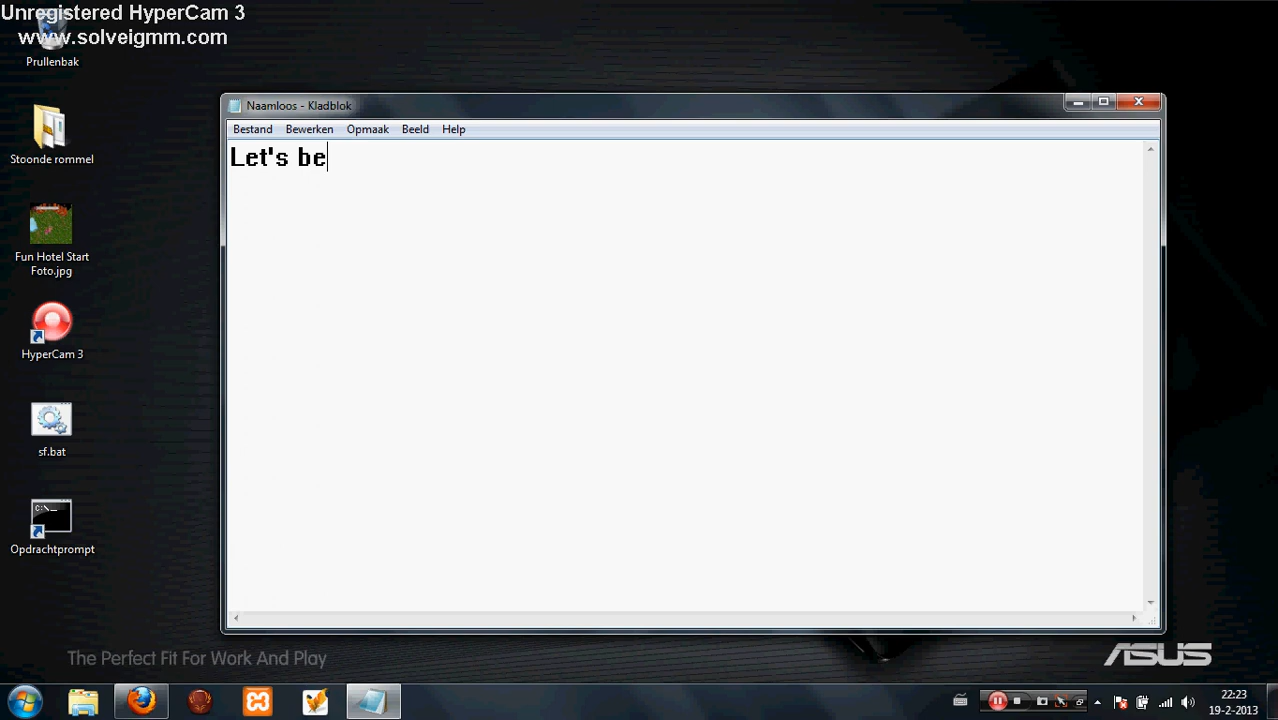 Unregistered HyperCam 3
www.solveigmm.com
Prullenbak
Stoonde rommel
Fun Hotel Start
Foto.jpg
HyperCam 3
sf.bat
C:\_
Opdrachtprompt
Naamloos - Kladblok
Bestand Bewerken Opmaak Beeld Help
Let's be
The Perfect Fit For Work And Play
ASUS
22:23
19-2-2013